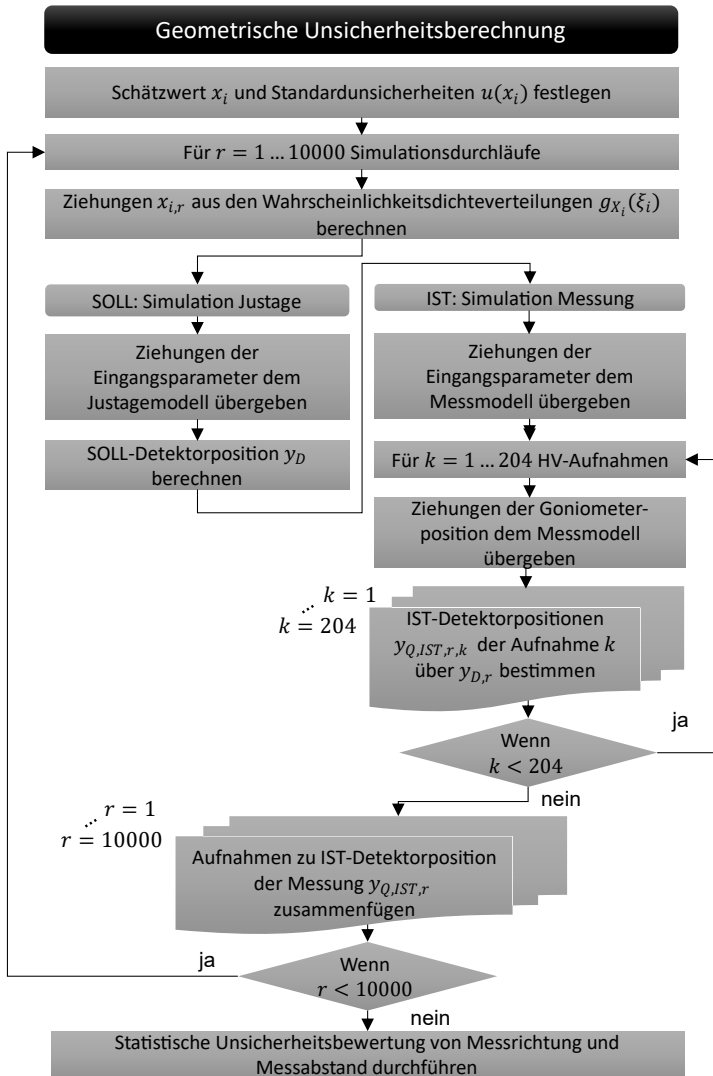 Geometrische Unsicherheitsberechnung
Schätzwert x_i und Standardunsicherheiten u(x_i) festlegen
Für r = 1 … 10000 Simulationsdurchläufe
Ziehungen x_{i,r} aus den Wahrscheinlichkeitsdichteverteilungen g_{X_i}(ξ_i)
berechnen
SOLL: Simulation Justage
Ziehungen der
Eingangsparameter dem
Justagemodell übergeben
SOLL-Detektorposition y_D
berechnen
IST: Simulation Messung
Ziehungen der
Eingangsparameter dem
Messmodell übergeben
Für k = 1 … 204 HV-Aufnahmen
Ziehungen der Goniometer-
position dem Messmodell
übergeben
k = 1
…
k = 204
IST-Detektorpositionen
y_{Q,IST,r,k} der Aufnahme k
über y_{D,r} bestimmen
Wenn
k < 204
ja
nein
r = 1
…
r = 10000
Aufnahmen zu IST-Detektorposition
der Messung y_{Q,IST,r}
zusammenfügen
Wenn
r < 10000
ja
nein
Statistische Unsicherheitsbewertung von Messrichtung und
Messabstand durchführen